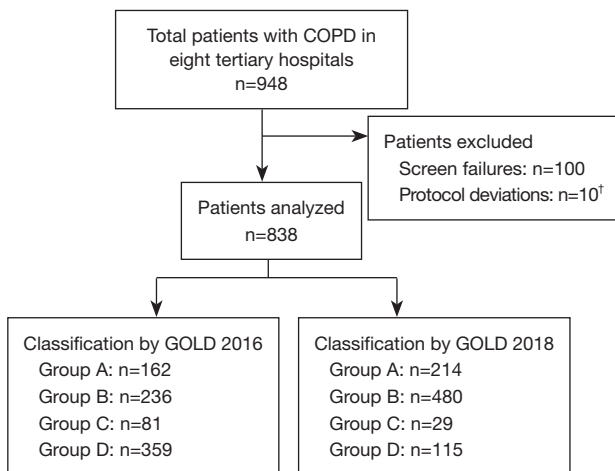 Total patients with COPD in
eight tertiary hospitals
n=948
Patients excluded
Screen failures: n=100
Protocol deviations: n=10†
Patients analyzed
n=838
Classification by GOLD 2016
Group A: n=162
Group B: n=236
Group C: n=81
Group D: n=359
Classification by GOLD 2018
Group A: n=214
Group B: n=480
Group C: n=29
Group D: n=115